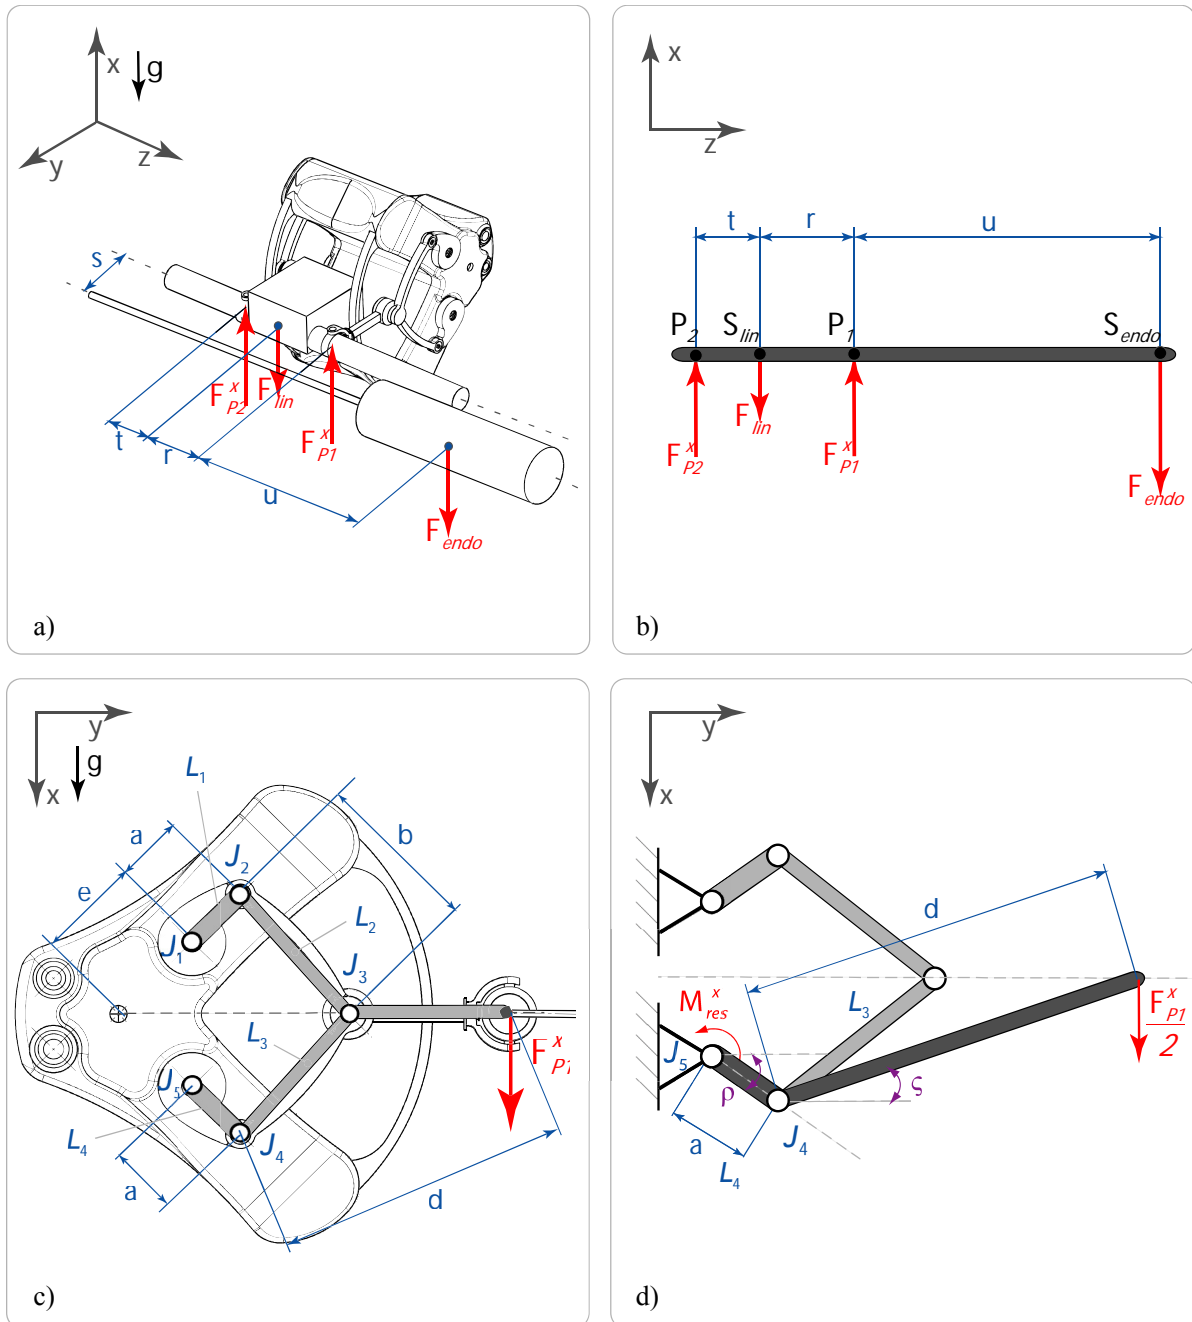 x
g
y
z
s
F^x_P2
F_lin
F^x_P1
t
r
u
F_endo
a)
x
z
t
r
u
P_2
S_lin
P_1
S_endo
F_lin
F^x_P2
F^x_P1
F_endo
b)
y
g
x
L_1
a
b
e
J_2
L_2
J_1
J_3
L_3
F^x_P1
J_5
L_4
J_4
a
d
c)
y
x
d
M^x_res
L_3
F^x_P1
2
J_5
ρ
ς
a
J_4
L_4
d)